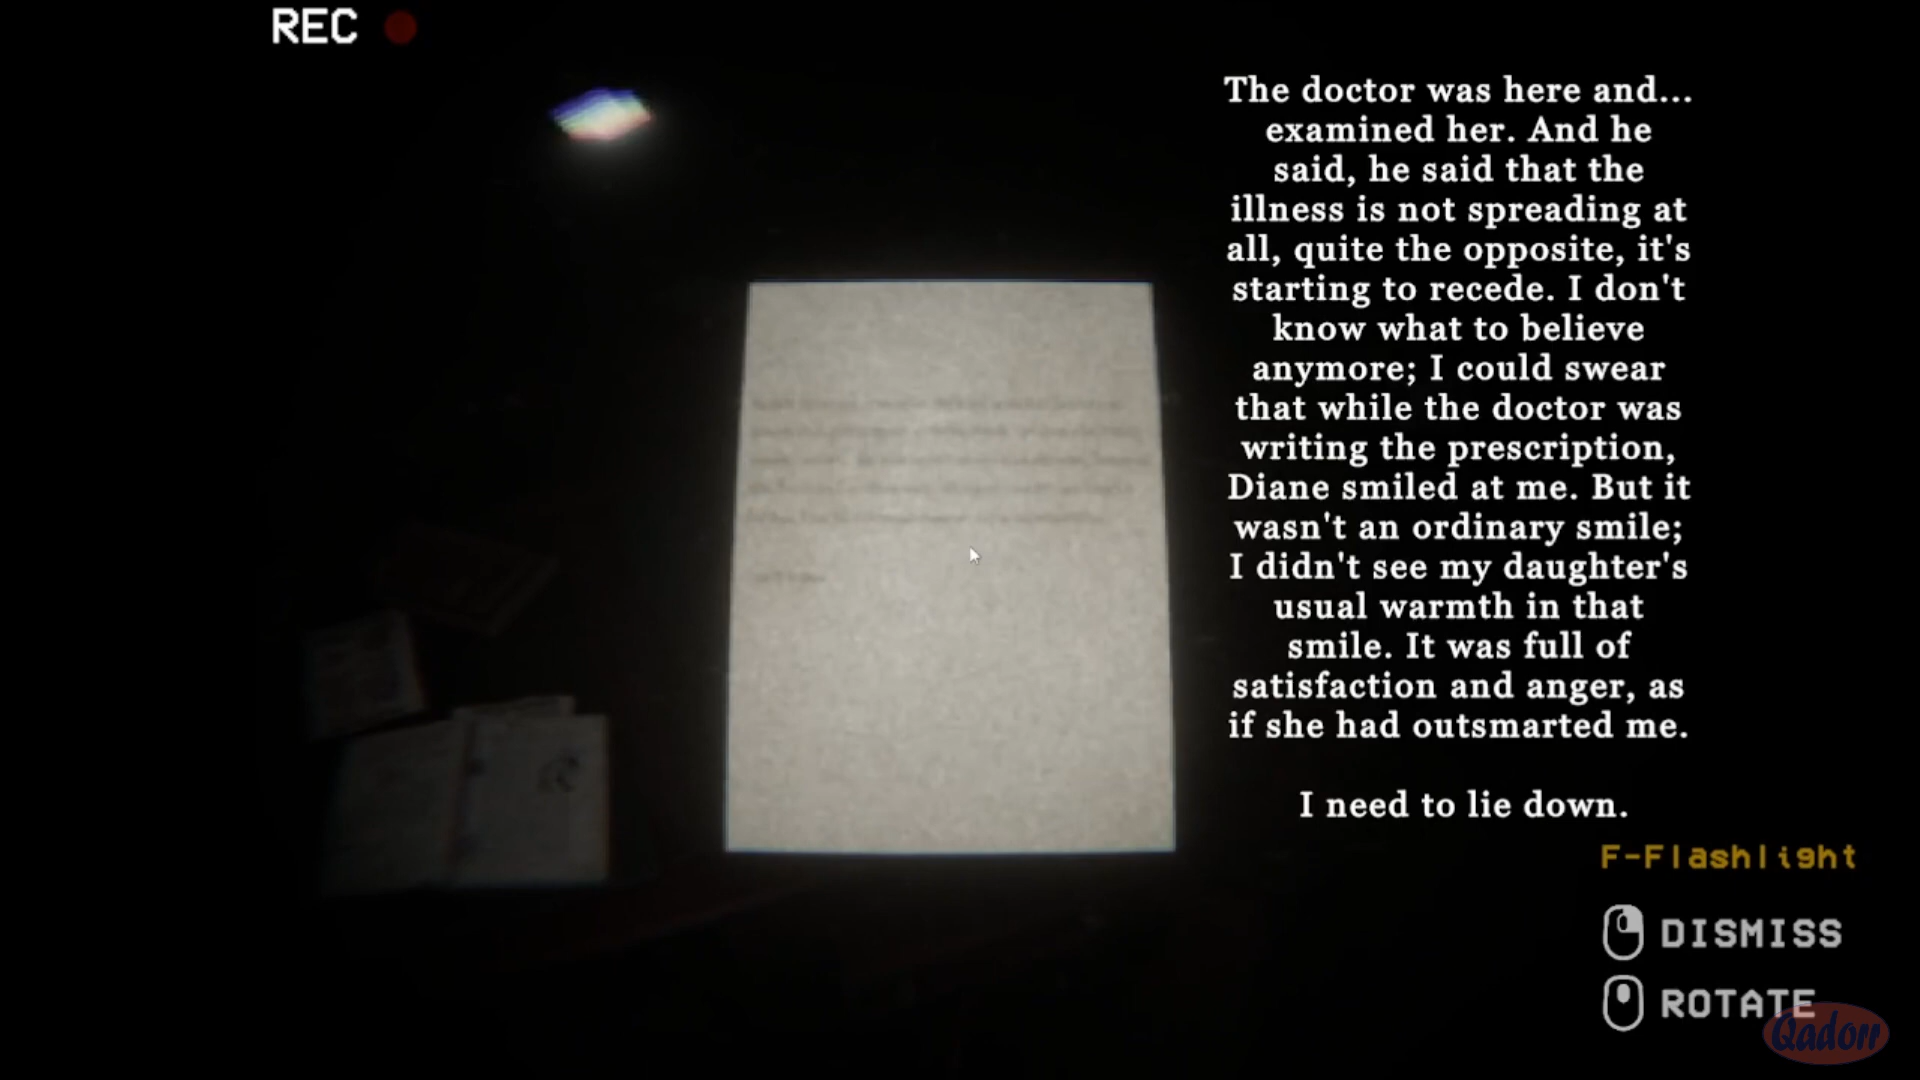 REC
The doctor was here and...
examined her. And he
said, he said that the
illness is not spreading at
all, quite the opposite, it's
starting to recede. I don't
know what to believe
anymore; I could swear
that while the doctor was
writing the prescription,
Diane smiled at me. But it
wasn't an ordinary smile;
I didn't see my daughter's
usual warmth in that
smile. It was full of
satisfaction and anger, as
if she had outsmarted me.
I need to lie down.
F-Flashlight
DISMISS
ROTATE
Qadorr